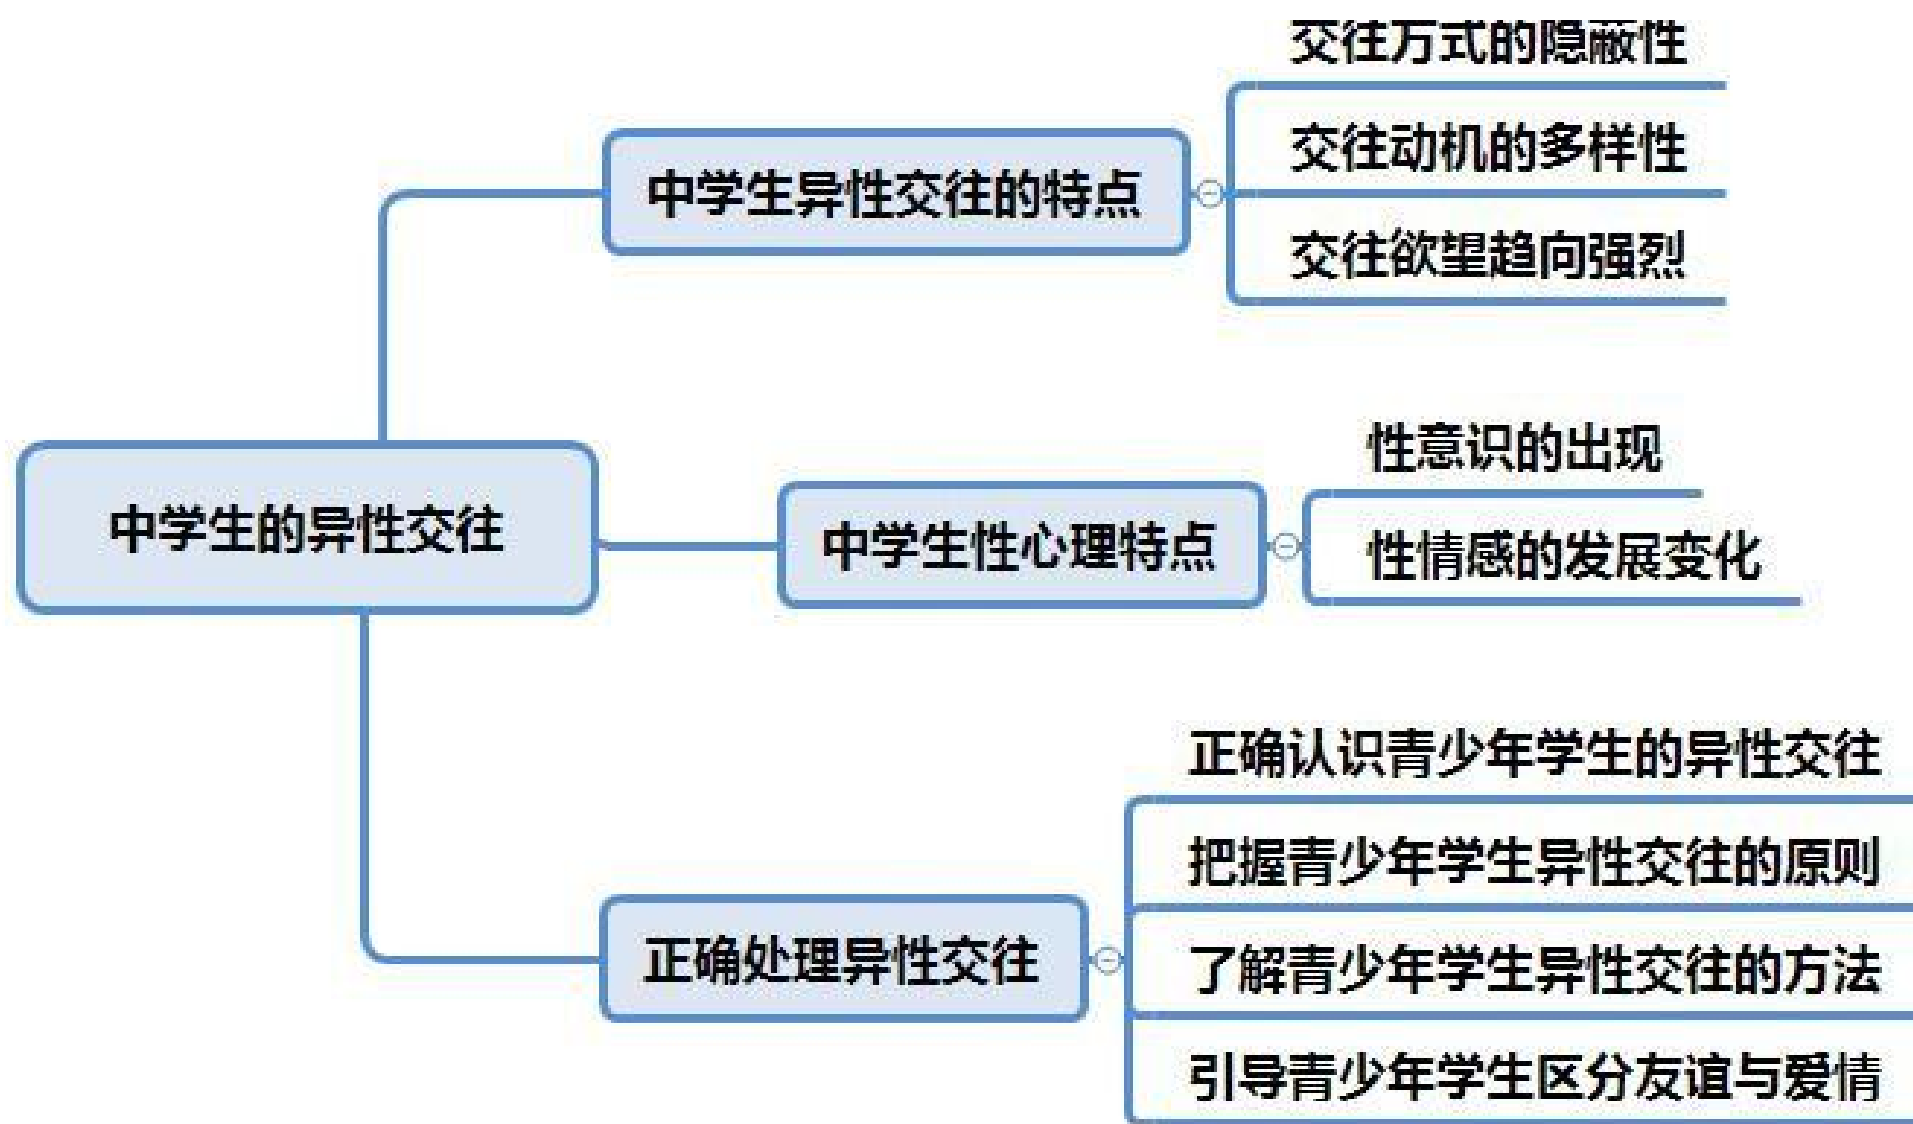 交往方式的隐蔽性
交往动机的多样性
中学生异性交往的特点
交往欲望趋向强烈
性意识的出现
中学生的异性交往
中学生性心理特点
性情感的发展变化
正确认识青少年学生的异性交往
把握青少年学生异性交往的原则
正确处理异性交往
了解青少年学生异性交往的方法
引导青少年学生区分友谊与爱情